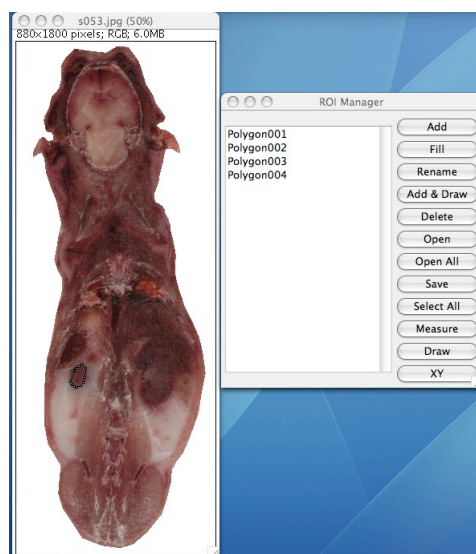 s053.jpg (50%)
880x1800 pixels; RGB; 6.0MB
ROI Manager
Polygon001
Polygon002
Polygon003
Polygon004
Add
Fill
Rename
Add & Draw
Delete
Open
Open All
Save
Select All
Measure
Draw
XY